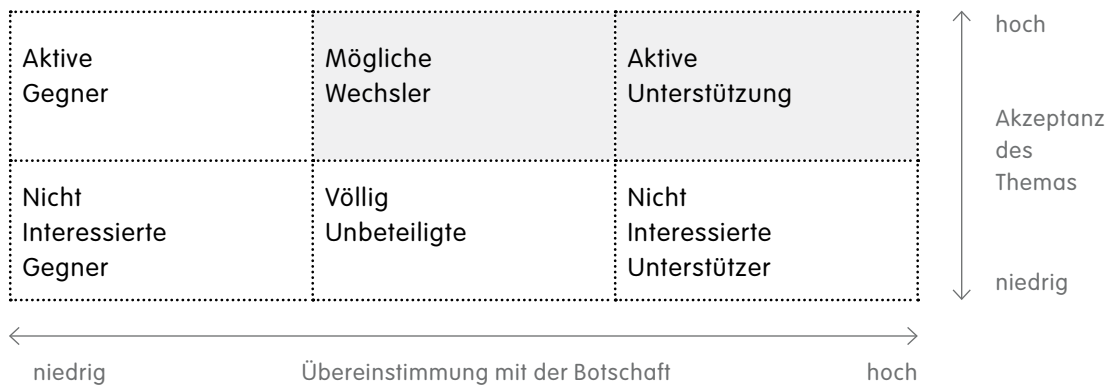 Aktive
Gegner
Mögliche
Wechsler
Aktive
Unterstützung
Nicht
Interessierte
Gegner
Völlig
Unbeteiligte
Nicht
Interessierte
Unterstützer
hoch
Akzeptanz
des
Themas
niedrig
niedrig
Übereinstimmung mit der Botschaft
hoch